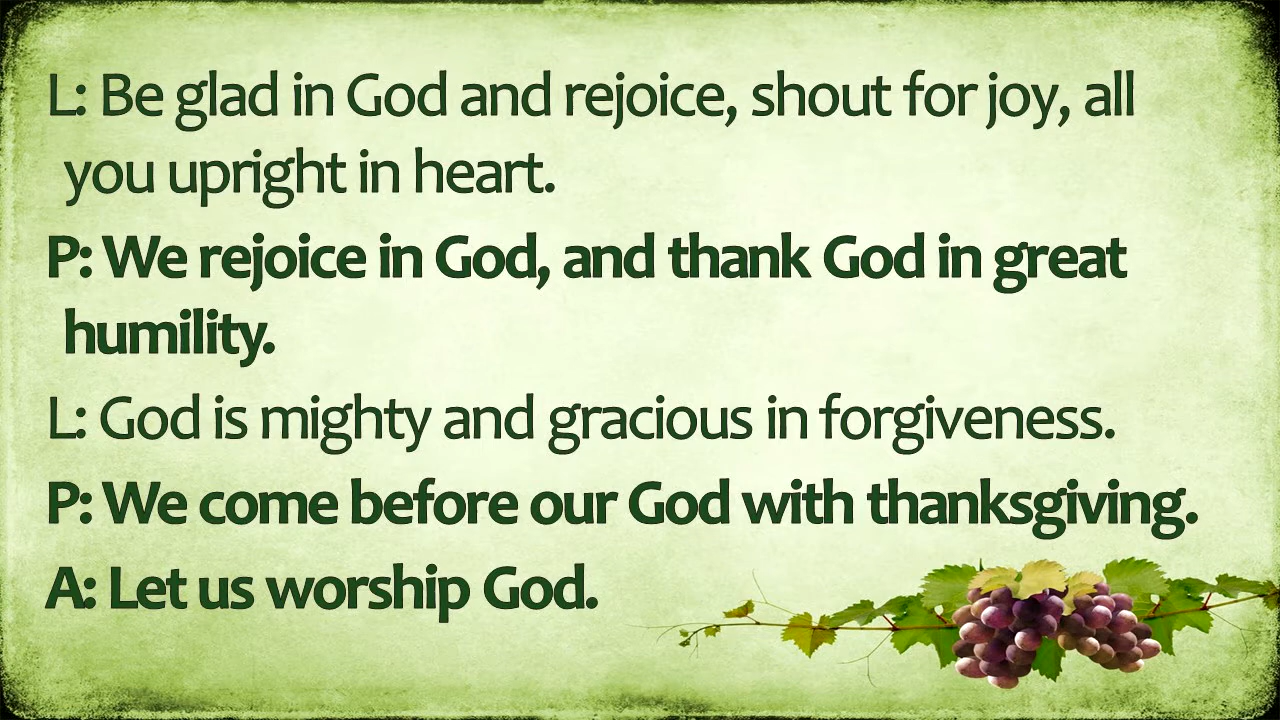 L: Be glad in God and rejoice, shout for joy, all
you upright in heart.
P: We rejoice in God, and thank God in great
humility.
L: God is mighty and gracious in forgiveness.
P: We come before our God with thanksgiving.
A: Let us worship God.